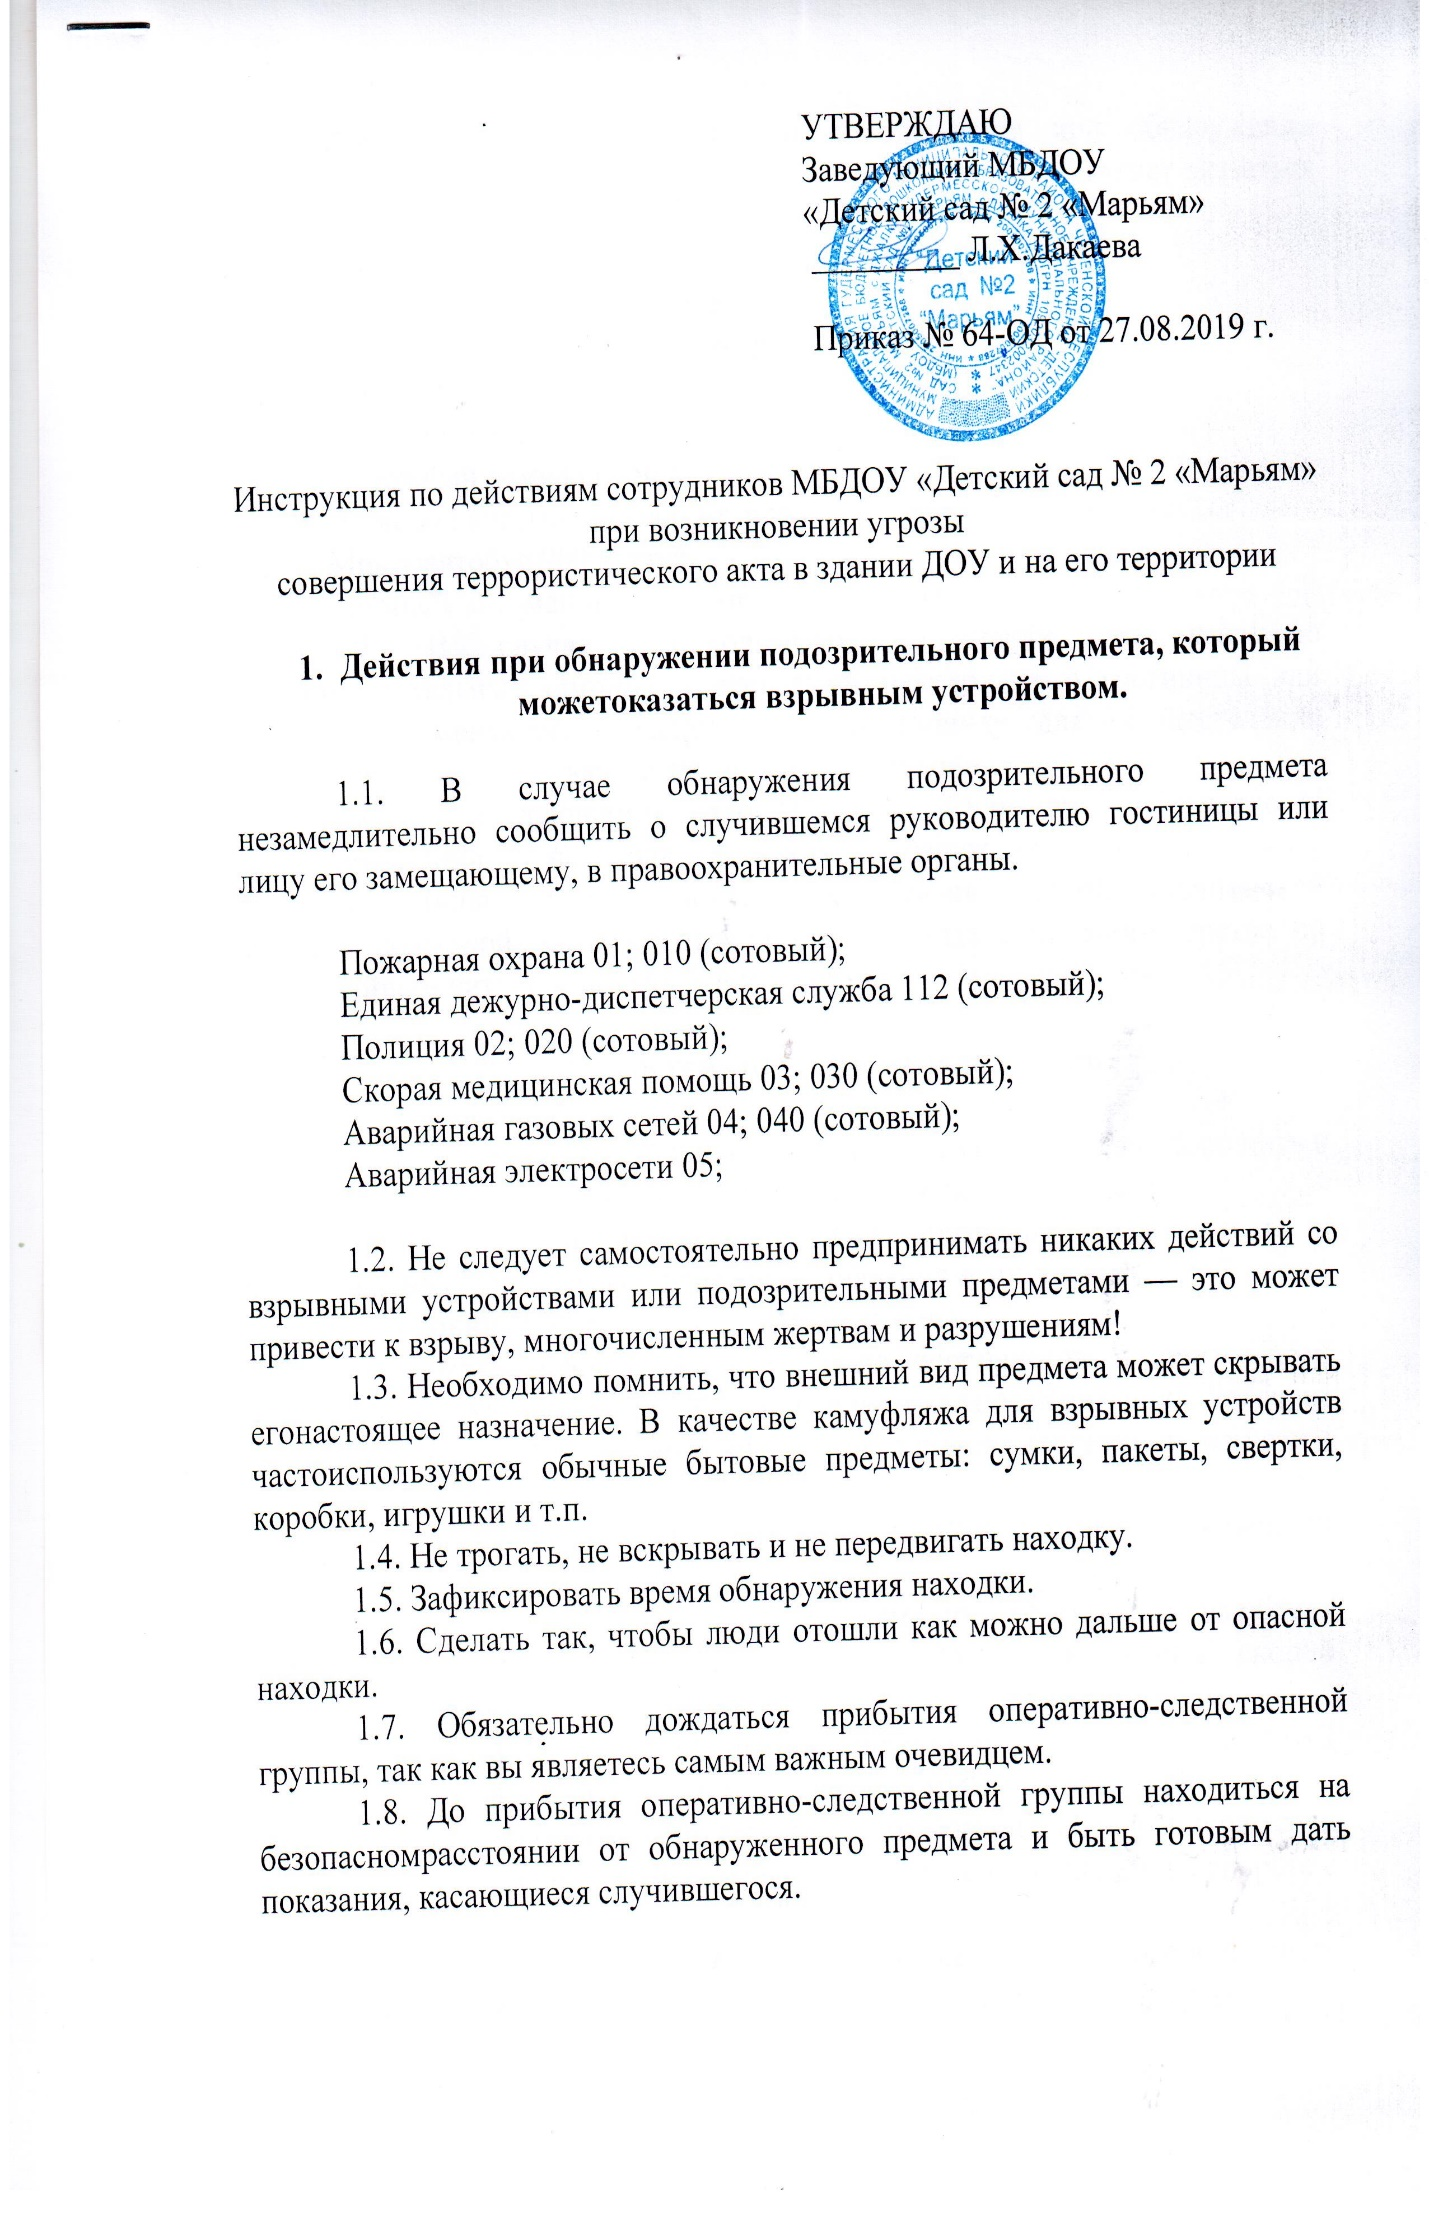 УТВЕРЖДАЮ
Заведующий МБДОУ
«Детский сад № 2 «Марьям»
Л.Х.Дакаева
Детский
сад №2
“Марьям”
Приказ № 64-ОД от 27.08.2019 г.
Инструкция по действиям сотрудников МБДОУ «Детский сад № 2 «Марьям»
при возникновении угрозы
совершения террористического акта в здании ДОУ и на его территории
1. Действия при обнаружении подозрительного предмета, который
можетоказаться взрывным устройством.
1.1. В случае обнаружения подозрительного предмета
незамедлительно сообщить о случившемся руководителю гостиницы или
лицу его замещающему, в правоохранительные органы.
Пожарная охрана 01; 010 (сотовый);
Единая дежурно-диспетчерская служба 112 (сотовый);
Полиция 02; 020 (сотовый);
Скорая медицинская помощь 03; 030 (сотовый);
Аварийная газовых сетей 04; 040 (сотовый);
Аварийная электросети 05;
1.2. Не следует самостоятельно предпринимать никаких действий со
взрывными устройствами или подозрительными предметами — это может
привести к взрыву, многочисленным жертвам и разрушениям!
1.3. Необходимо помнить, что внешний вид предмета может скрывать
егонастоящее назначение. В качестве камуфляжа для взрывных устройств
частоиспользуются обычные бытовые предметы: сумки, пакеты, свертки,
коробки, игрушки и т.п.
1.4. Не трогать, не вскрывать и не передвигать находку.
1.5. Зафиксировать время обнаружения находки.
1.6. Сделать так, чтобы люди отошли как можно дальше от опасной
находки.
1.7. Обязательно дождаться прибытия оперативно-следственной
группы, так как вы являетесь самым важным очевидцем.
1.8. До прибытия оперативно-следственной группы находиться на
безопасномрасстоянии от обнаруженного предмета и быть готовым дать
показания, касающиеся случившегося.